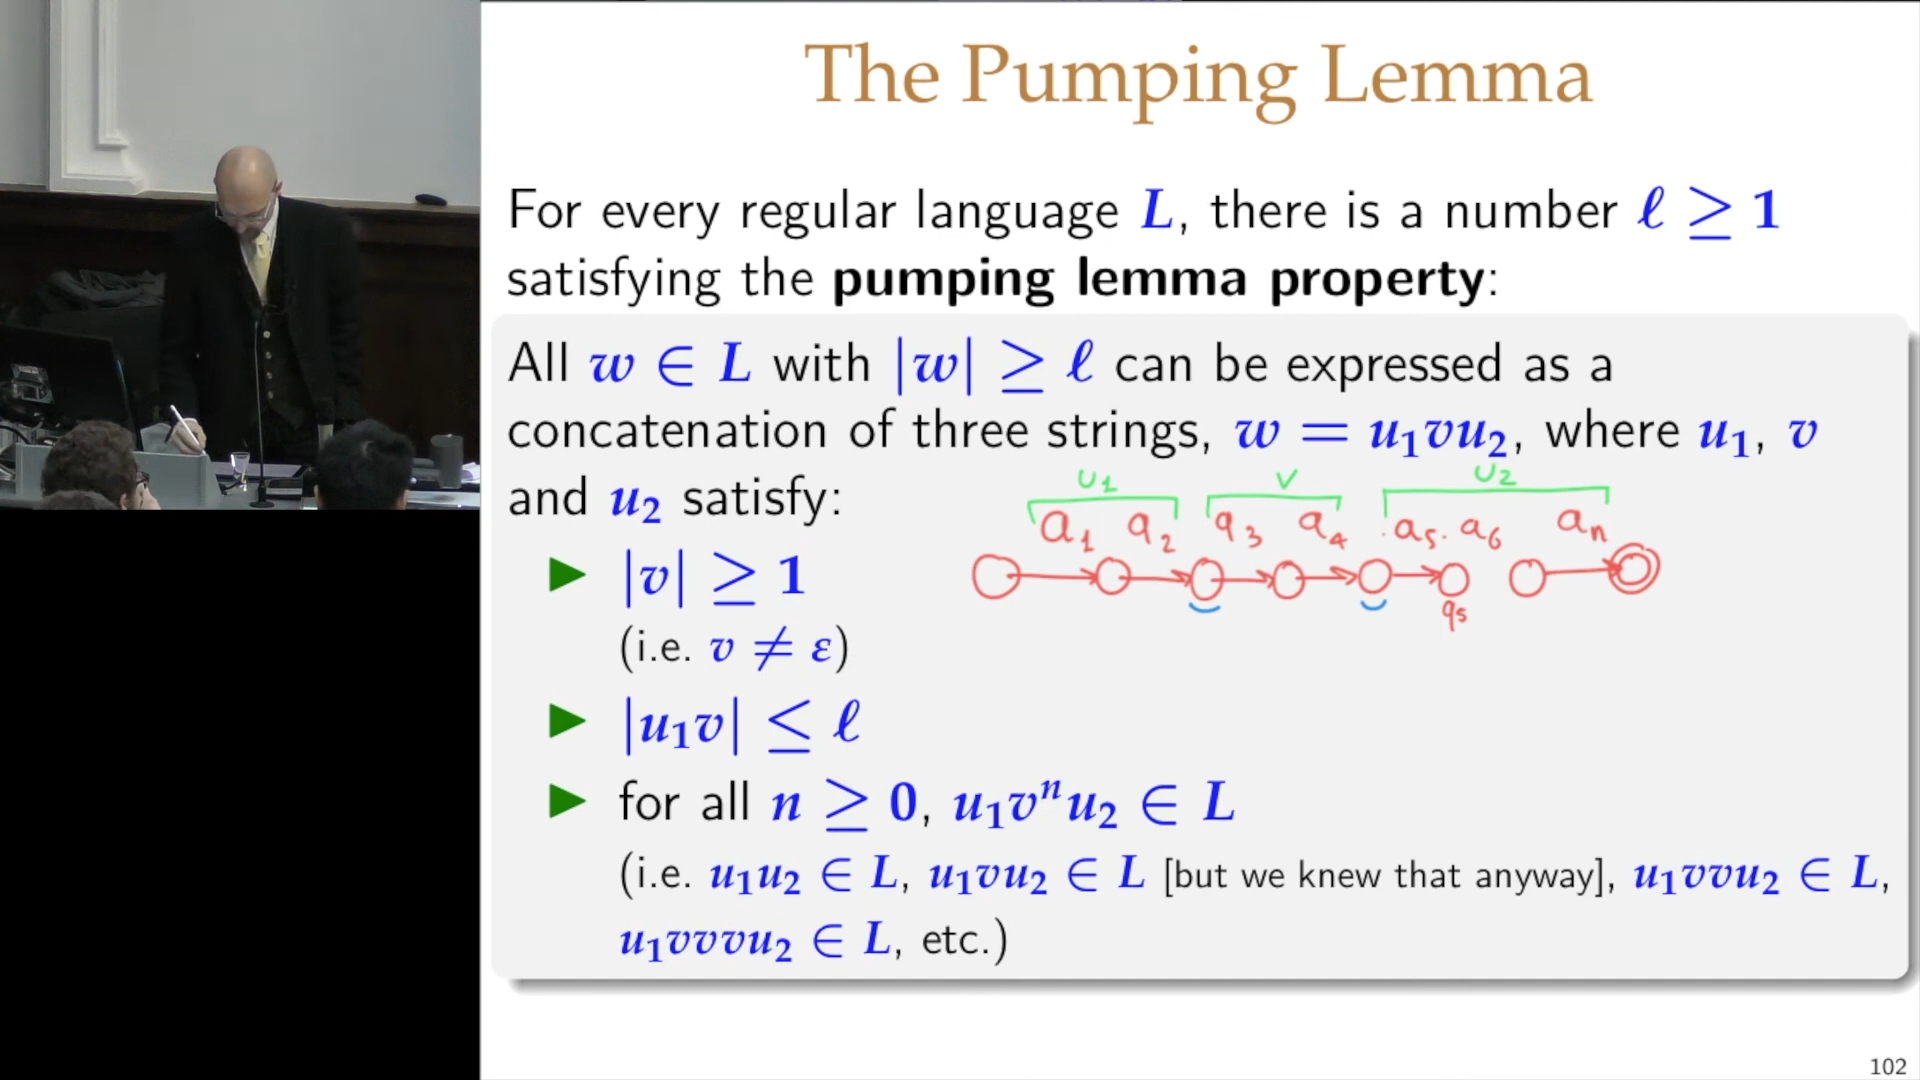 The Pumping Lemma
For every regular language L, there is a number ℓ ≥ 1
satisfying the pumping lemma property:
All w ∈ L with |w| ≥ ℓ can be expressed as a
concatenation of three strings, w = u₁vu₂, where u₁, v
and u₂ satisfy:
u₁ v u₂
a₁ a₂ a₃ a₄ a₅ a₆ aₙ
q₅
▶ |v| ≥ 1
(i.e. v ≠ ε)
▶ |u₁v| ≤ ℓ
▶ for all n ≥ 0, u₁vⁿu₂ ∈ L
(i.e. u₁u₂ ∈ L, u₁vu₂ ∈ L [but we knew that anyway], u₁vvu₂ ∈ L,
u₁vvvu₂ ∈ L, etc.)
102